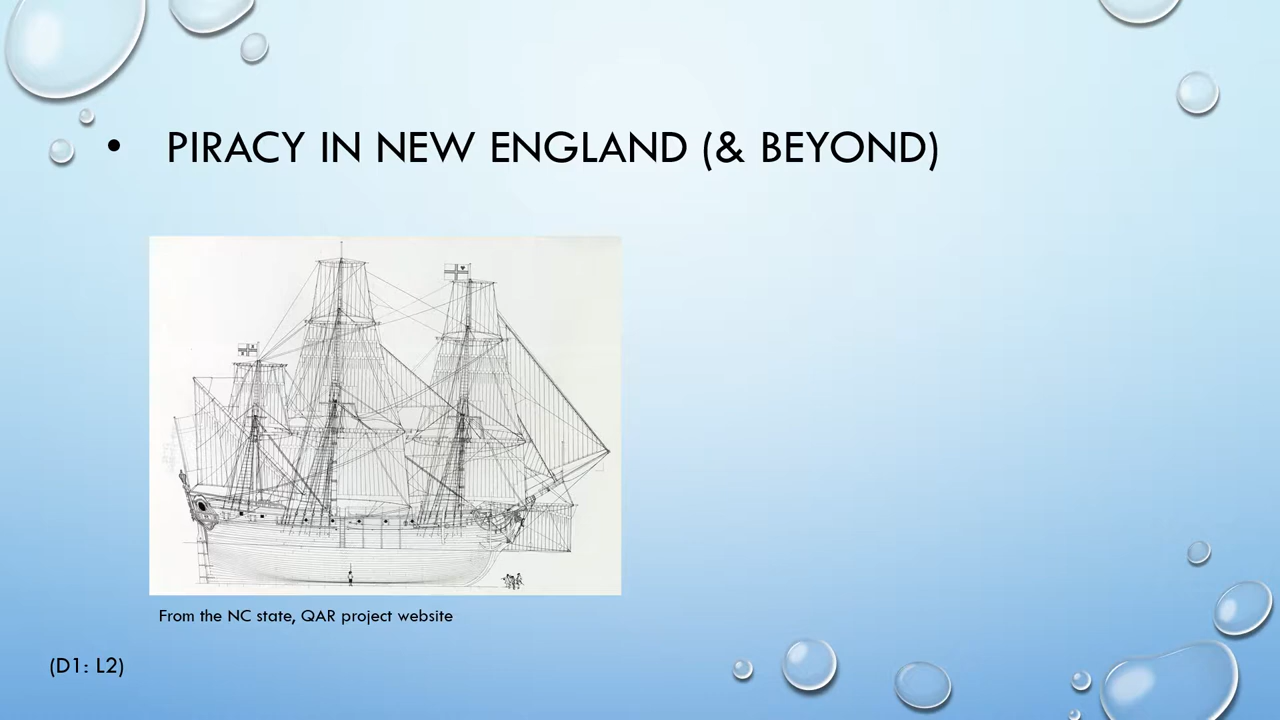 • PIRACY IN NEW ENGLAND (& BEYOND)
From the NC state, QAR project website
(D1: L2)